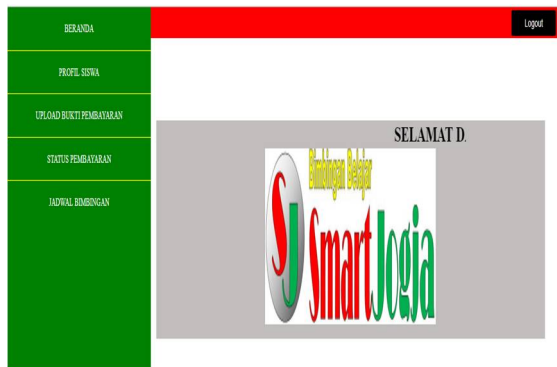 BERANDA
Logout
PROFIL SISWA
UPLOAD BUKTI PEMBAYARAN
STATUS PEMBAYARAN
JADWAL BIMBINGAN
SELAMAT D.
Bimbingan Belajar
SJ SmartJogja